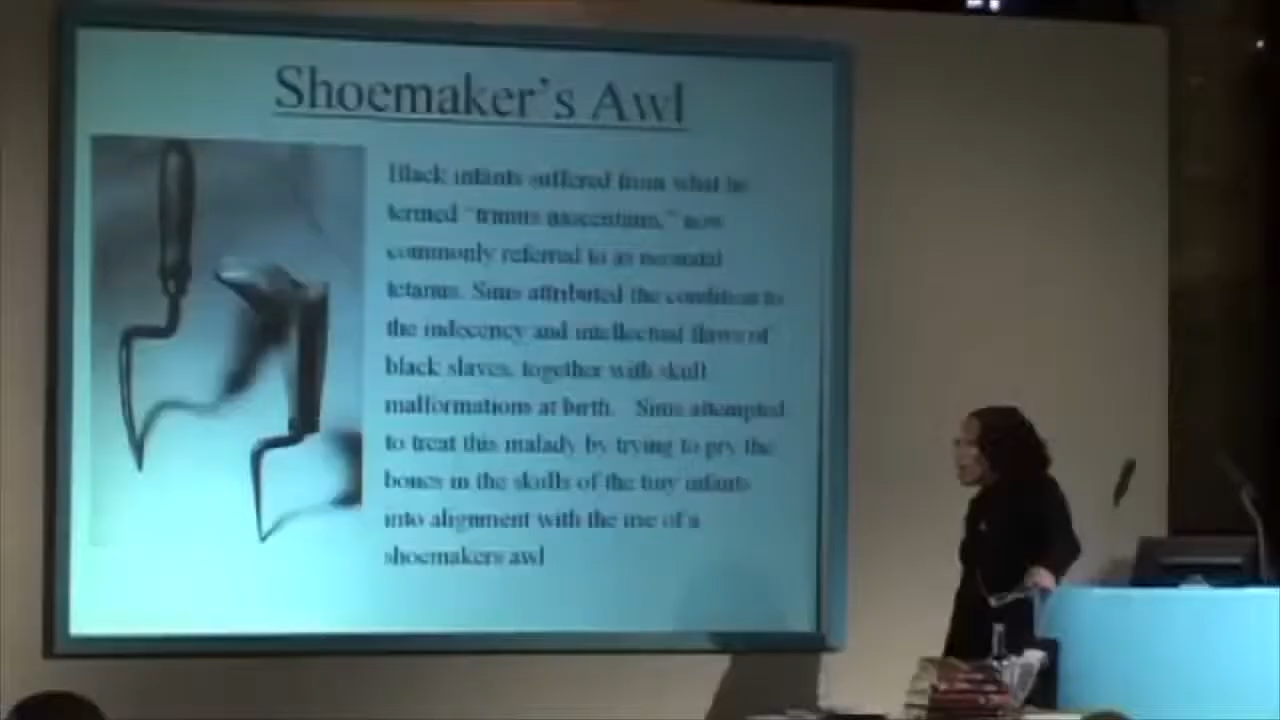 Shoemaker's Awl
Black infants suffered from what he
termed "trimus nascentium," now
commonly referred to as neonatal
tetanus. Sims attributed the condition to
the indecency and intellectual flaws of
black slaves, together with skull
malformations at birth. Sims attempted
to treat this malady by trying to pry the
bones in the skulls of the tiny infants
into alignment with the use of a
shoemakers awl